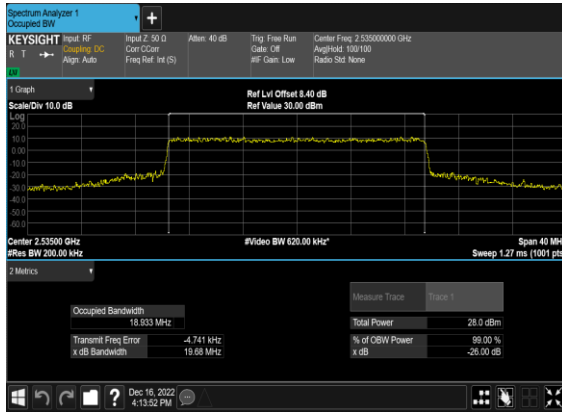 Spectrum Analyzer 1
Occupied BW
+
KEYSIGHT
R T
LXI
Input: RF
Coupling: DC
Align: Auto
Input Z: 50 Ω
Corr CCorr
Freq Ref: Int (S)
Atten: 40 dB
Trig: Free Run
Gate: Off
#IF Gain: Low
Center Freq: 2.535000000 GHz
Avg|Hold: 100/100
Radio Std: None
1 Graph
Scale/Div 10.0 dB
Ref Lvl Offset 8.40 dB
Ref Value 30.00 dBm
Log
20.0
10.0
0.00
-10.0
-20.0
-30.0
-40.0
-50.0
-60.0
Center 2.53500 GHz
#Res BW 200.00 kHz
#Video BW 620.00 kHz*
Span 40 MH
Sweep 1.27 ms (1001 pts
2 Metrics
Measure Trace Trace 1
Occupied Bandwidth
18.933 MHz
Total Power 28.0 dBm
Transmit Freq Error -4.741 kHz
% of OBW Power 99.00 %
x dB Bandwidth 19.68 MHz
x dB -26.00 dB
?
Dec 16, 2022
4:13:52 PM